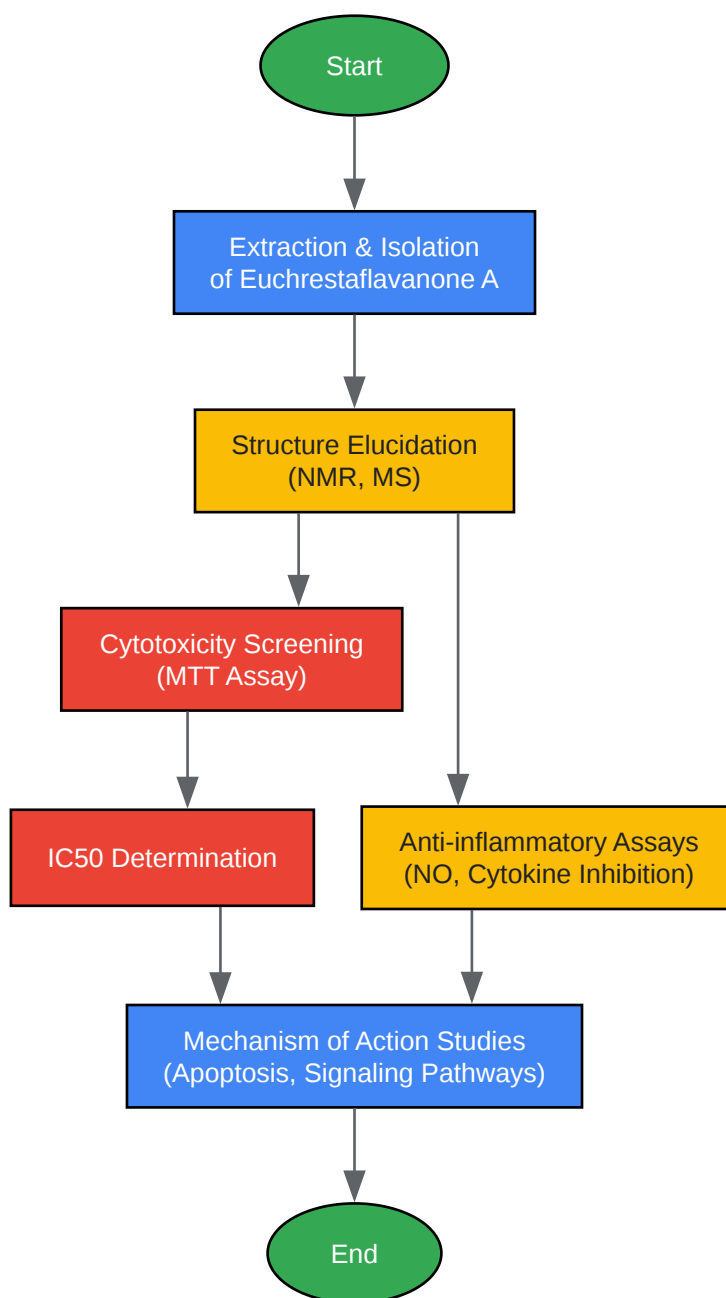 Start
Extraction & Isolation
of Euchrestaflavanone A
Structure Elucidation
(NMR, MS)
Cytotoxicity Screening
(MTT Assay)
IC50 Determination
Anti-inflammatory Assays
(NO, Cytokine Inhibition)
Mechanism of Action Studies
(Apoptosis, Signaling Pathways)
End